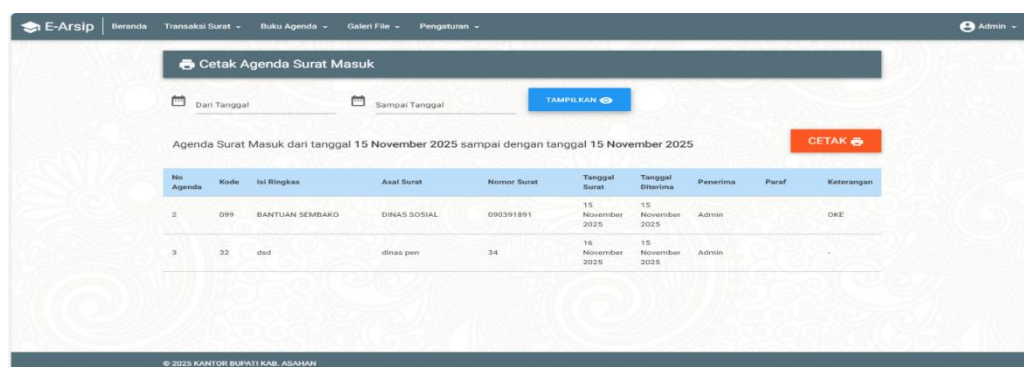 E-Arsip Beranda Transaksi Surat Buku Agenda Galeri File Pengaturan Admin
Cetak Agenda Surat Masuk
Dari Tanggal Sampai Tanggal TAMPILKAN
Agenda Surat Masuk dari tanggal 15 November 2025 sampai dengan tanggal 15 November 2025 CETAK
No Agenda Kode Isi Ringkas Asal Surat Nomor Surat Tanggal Surat Tanggal Diterima Penerima Paraf Keterangan
2 099 BANTUAN SEMBAKO DINAS SOSIAL 090391891 15 November 2025 15 November 2025 Admin OKE
3 32 dsd dinas pen 34 16 November 2025 15 November 2025 Admin -
© 2025 KANTOR BUPATI KAB. ASAHAN